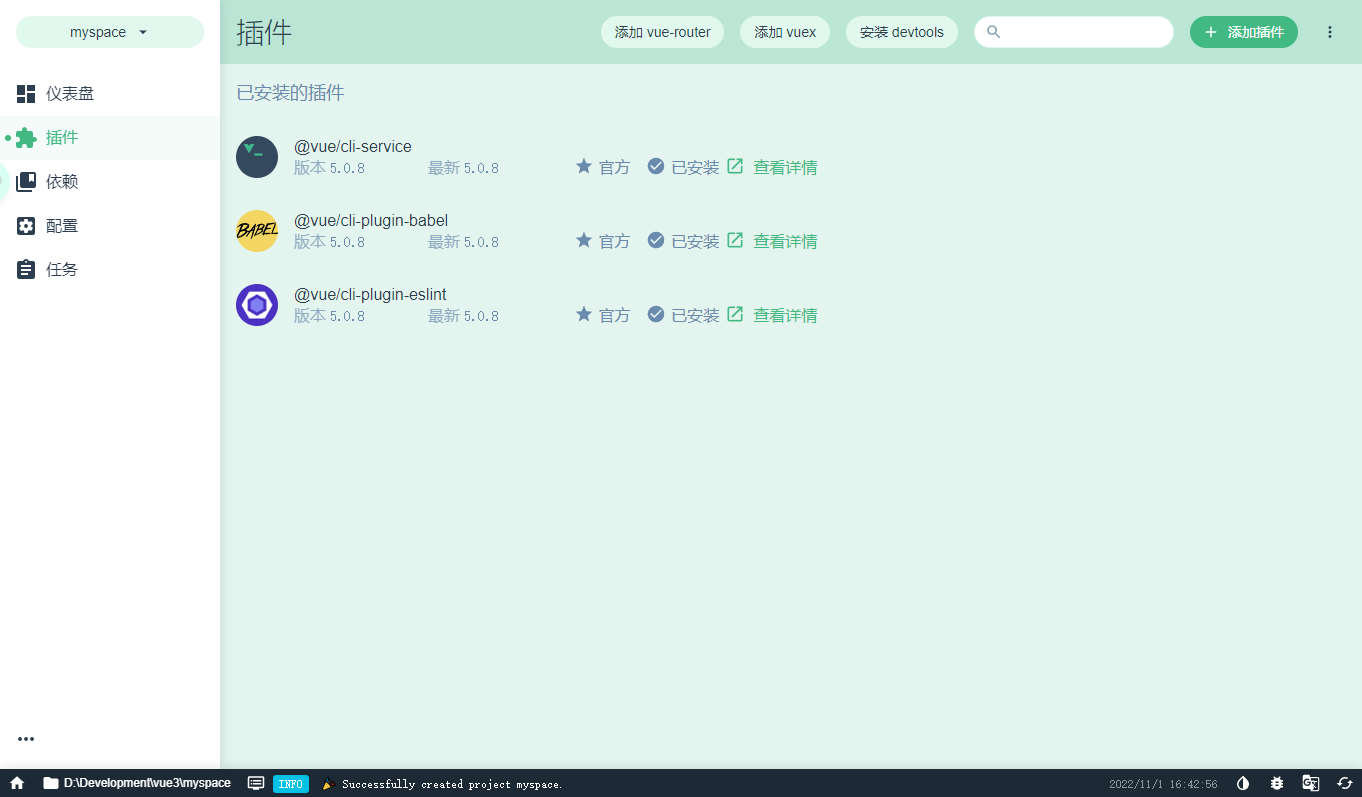 myspace
插件
添加 vue-router
添加 vuex
安装 devtools
添加插件
仪表盘
插件
依赖
配置
任务
已安装的插件
@vue/cli-service
版本 5.0.8 最新 5.0.8 官方 已安装 查看详情
BABEL
@vue/cli-plugin-babel
版本 5.0.8 最新 5.0.8 官方 已安装 查看详情
@vue/cli-plugin-eslint
版本 5.0.8 最新 5.0.8 官方 已安装 查看详情
D:\Development\vue3\myspace INFO Successfully created project myspace. 2022/11/1 16:42:56